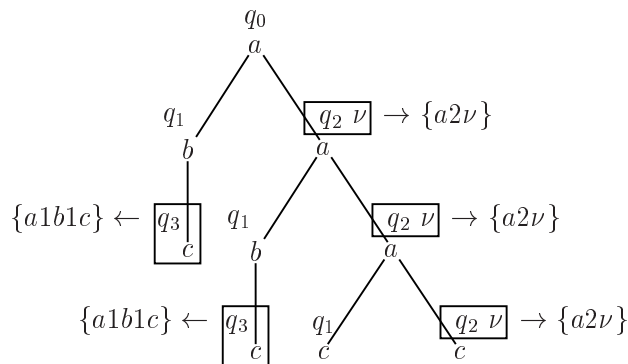 q₀
a
q₁ q₂ ν → {a2ν}
b a
{a1b1c} ← q₃ q₁ q₂ ν → {a2ν}
c b a
{a1b1c} ← q₃ q₁ q₂ ν → {a2ν}
c c c